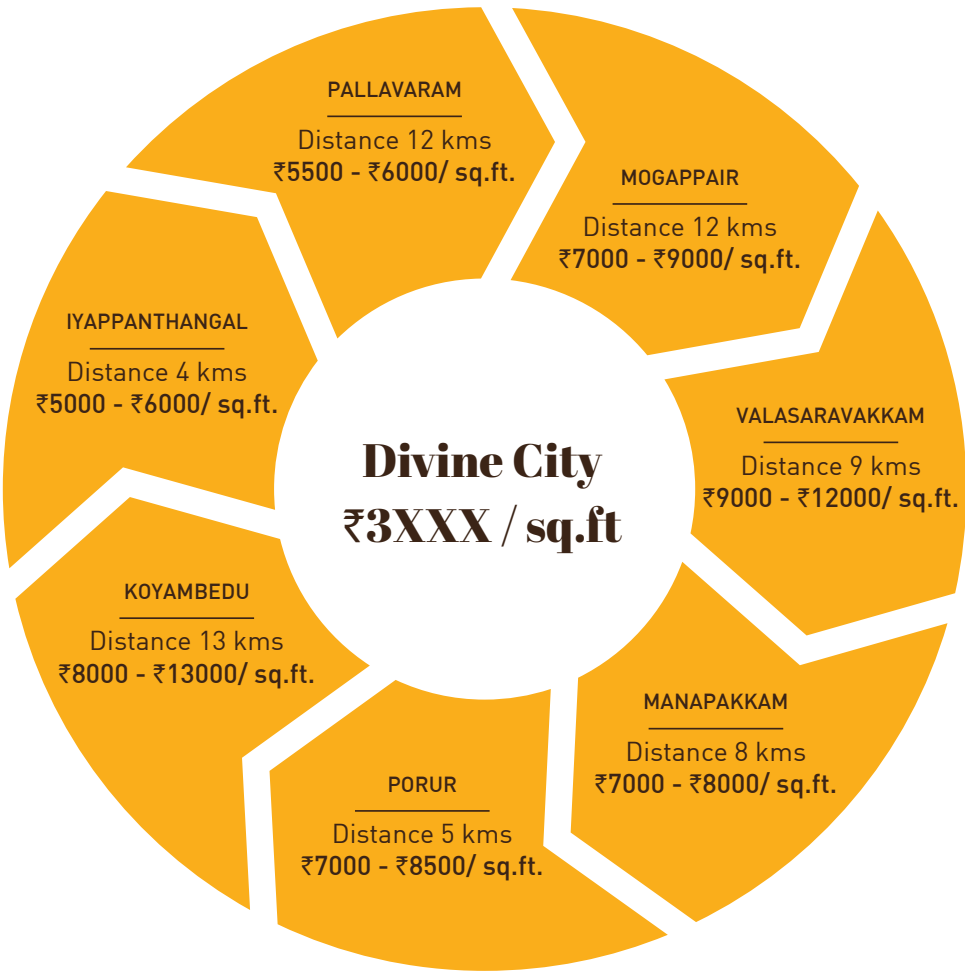 PALLAVARAM
Distance 12 kms
₹5500 - ₹6000/ sq.ft.
MOGAPPAIR
Distance 12 kms
₹7000 - ₹9000/ sq.ft.
VALASARAVAKKAM
Distance 9 kms
₹9000 - ₹12000/ sq.ft.
MANAPAKKAM
Distance 8 kms
₹7000 - ₹8000/ sq.ft.
PORUR
Distance 5 kms
₹7000 - ₹8500/ sq.ft.
KOYAMBEDU
Distance 13 kms
₹8000 - ₹13000/ sq.ft.
IYAPPANTHANGAL
Distance 4 kms
₹5000 - ₹6000/ sq.ft.
Divine City
₹3XXX / sq.ft